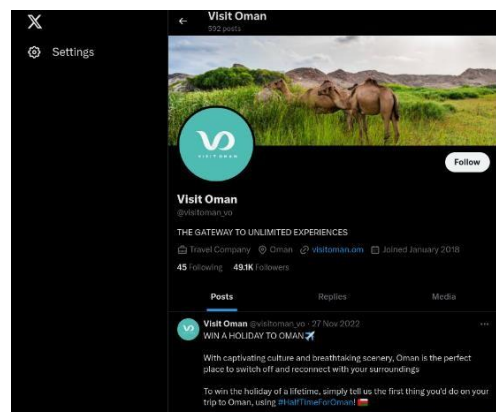 Visit Oman
592 posts
Settings
VISIT OMAN
Follow
Visit Oman
@visitoman_vo
THE GATEWAY TO UNLIMITED EXPERIENCES
Travel Company Oman visitoman.om Joined January 2018
45 Following 49.1K Followers
Posts Replies Media
Visit Oman @visitoman_vo · 27 Nov 2022
WIN A HOLIDAY TO OMAN✈️
With captivating culture and breathtaking scenery, Oman is the perfect
place to switch off and reconnect with your surroundings
To win the holiday of a lifetime, simply tell us the first thing you'd do on your
trip to Oman, using #HalfTimeForOman! 🇴🇲